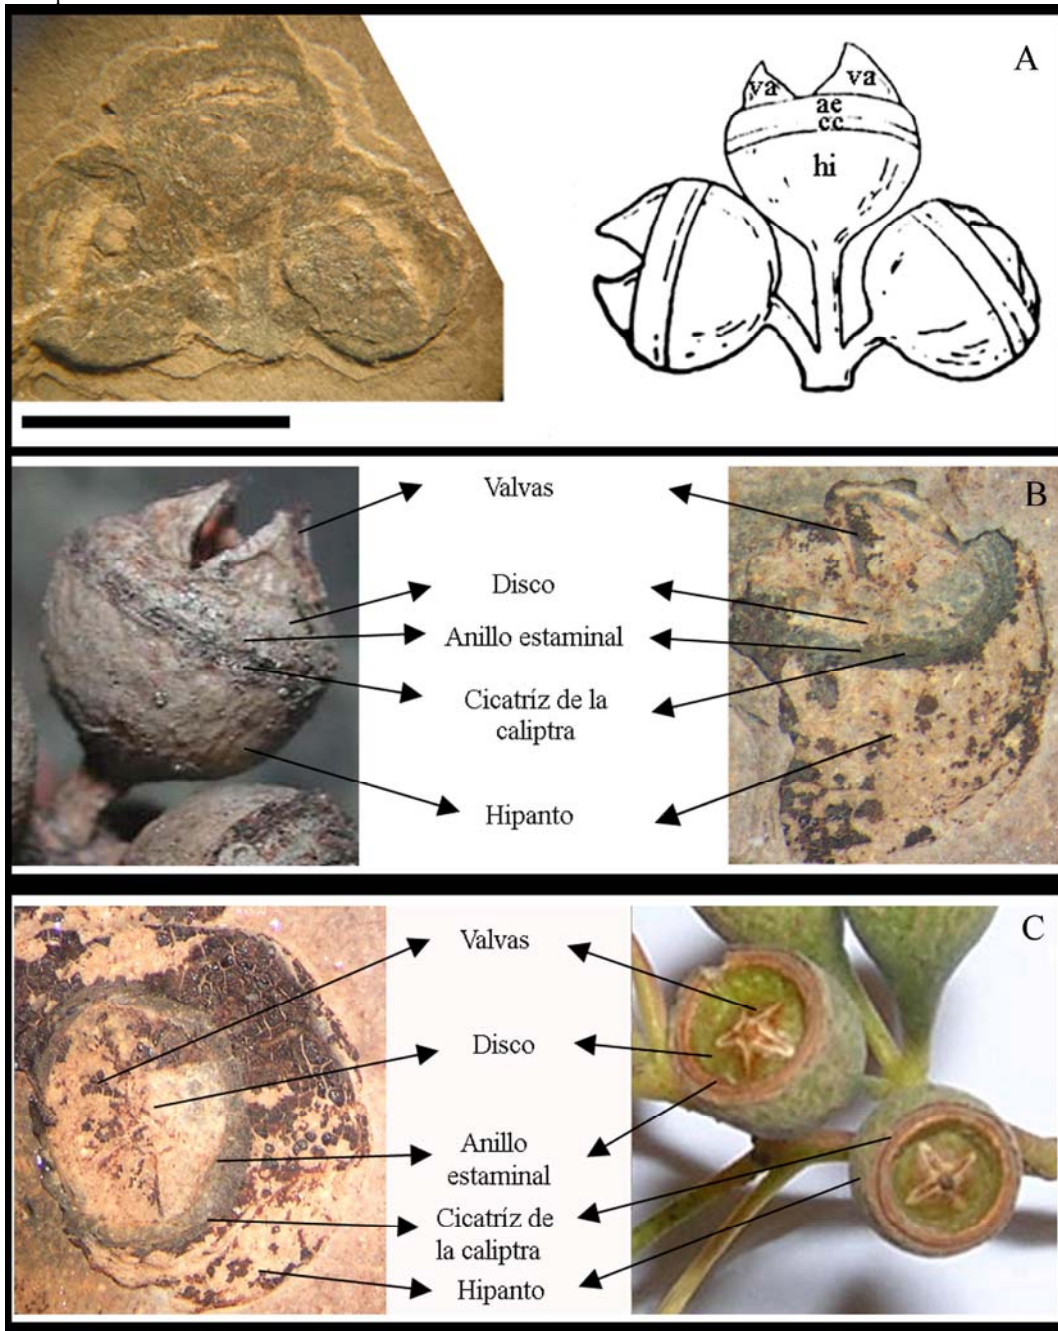 A
va
va
ae
cc
hi
B
Valvas
Disco
Anillo estaminal
Cicatríz de la
caliptra
Hipanto
C
Valvas
Disco
Anillo
estaminal
Cicatríz de
la caliptra
Hipanto